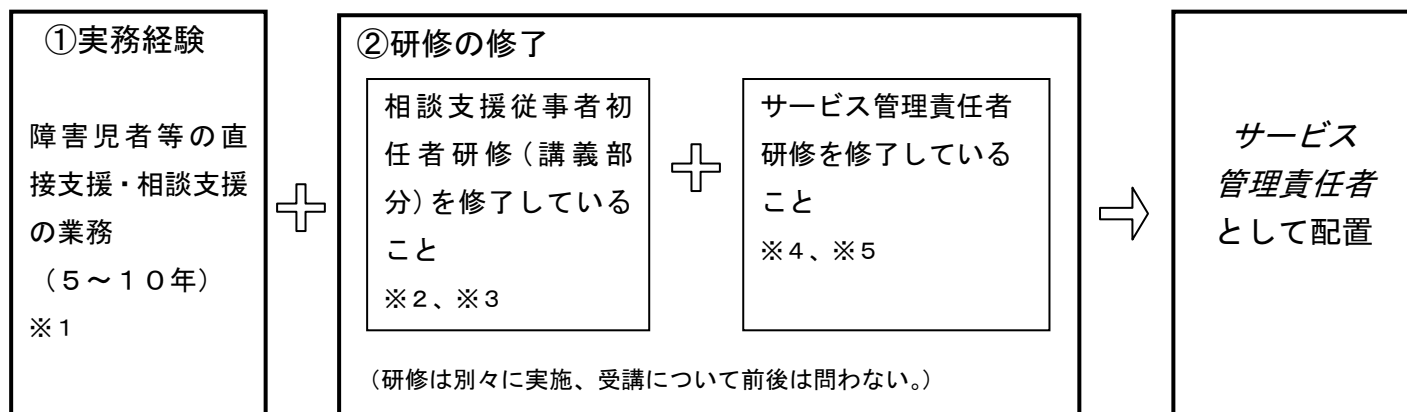 ①実務経験
障害児者等の直
接支援・相談支援
の業務
（５～１０年）
※１
②研修の修了
相談支援従事者初
任者研修（講義部
分）を修了している
こと
※２、※３
サービス管理責任者
研修を修了している
こと
※４、※５
（研修は別々に実施、受講について前後は問わない。）
サービス
管理責任者
として配置